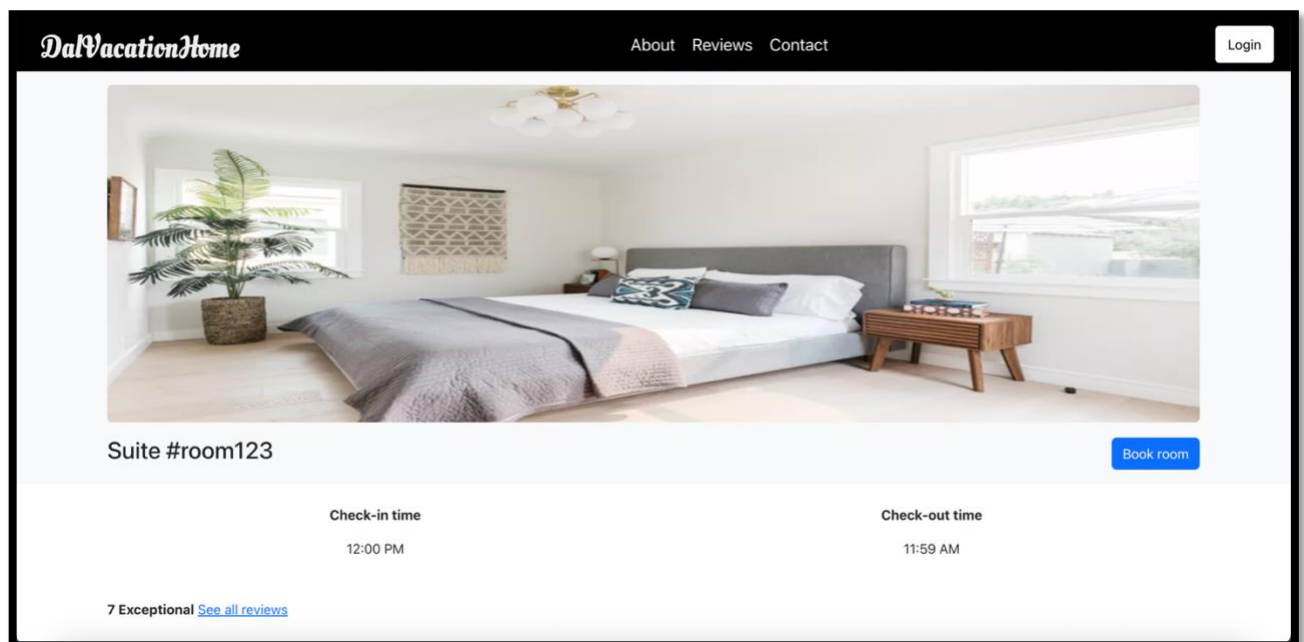 DalVacationHome
About Reviews Contact
Login
Suite #room123
Book room
Check-in time
Check-out time
12:00 PM
11:59 AM
7 Exceptional See all reviews